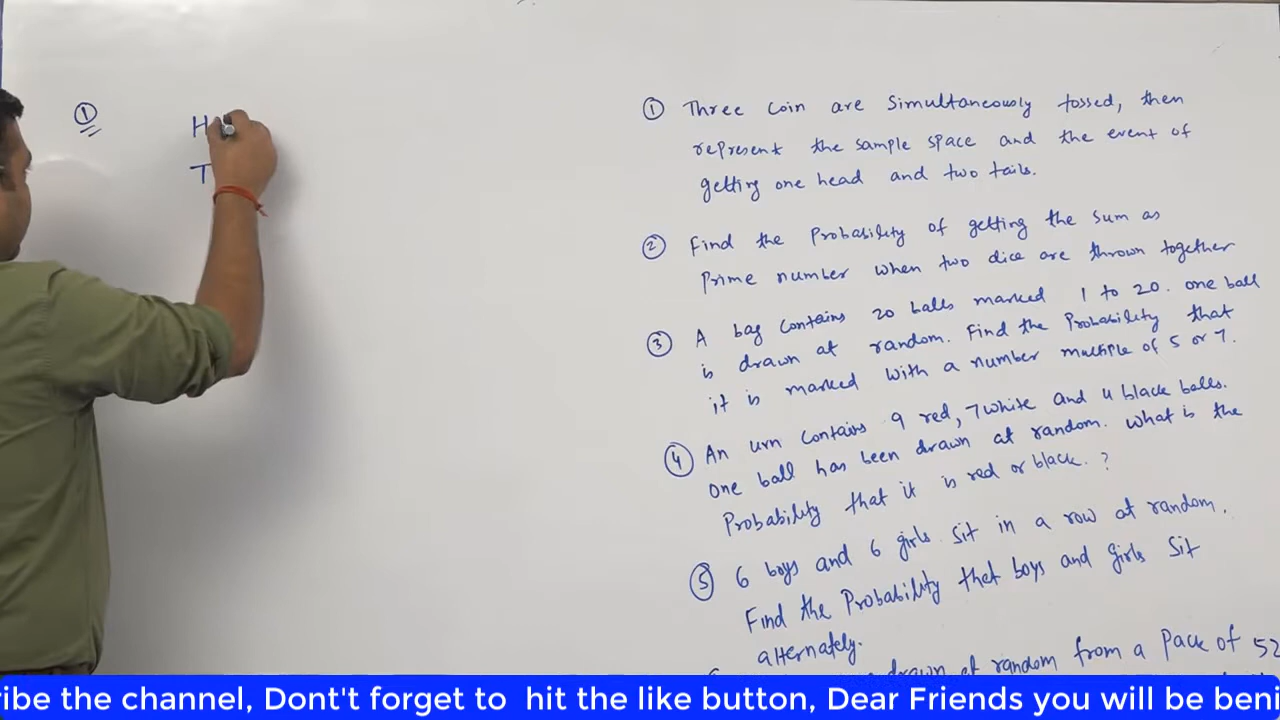 ①
H
T
① Three coin are simultaneously tossed, then
represent the sample space and the event of
getting one head and two tails.
② Find the Probability of getting the sum as
prime number when two dice are thrown together
③ A bag contains 20 balls marked 1 to 20. one ball
is drawn at random. Find the Probability that
it is marked with a number multiple of 5 or 7.
④ An urn contains 9 red, 7 white and 4 black balls.
one ball has been drawn at random. what is the
Probability that it is red or black.?
⑤ 6 boys and 6 girls sit in a row at random.
Find the Probability that boys and girls sit
alternately.
drawn at random from a Pack of 52
ribe the channel, Dont't forget to hit the like button, Dear Friends you will be beni